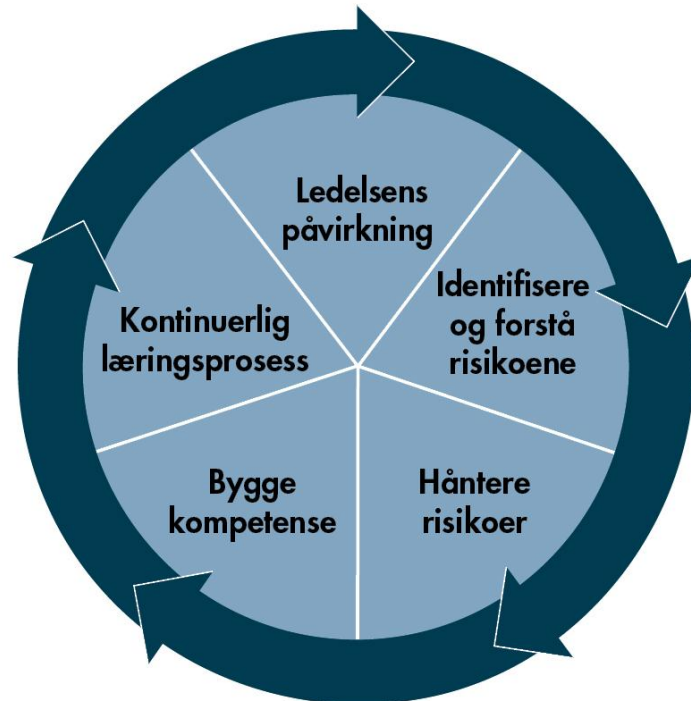 Ledelsens
påvirkning
Identifisere
og forstå
risikoene
Håntere
risikoer
Bygge
kompetense
Kontinuerlig
læringsprosess